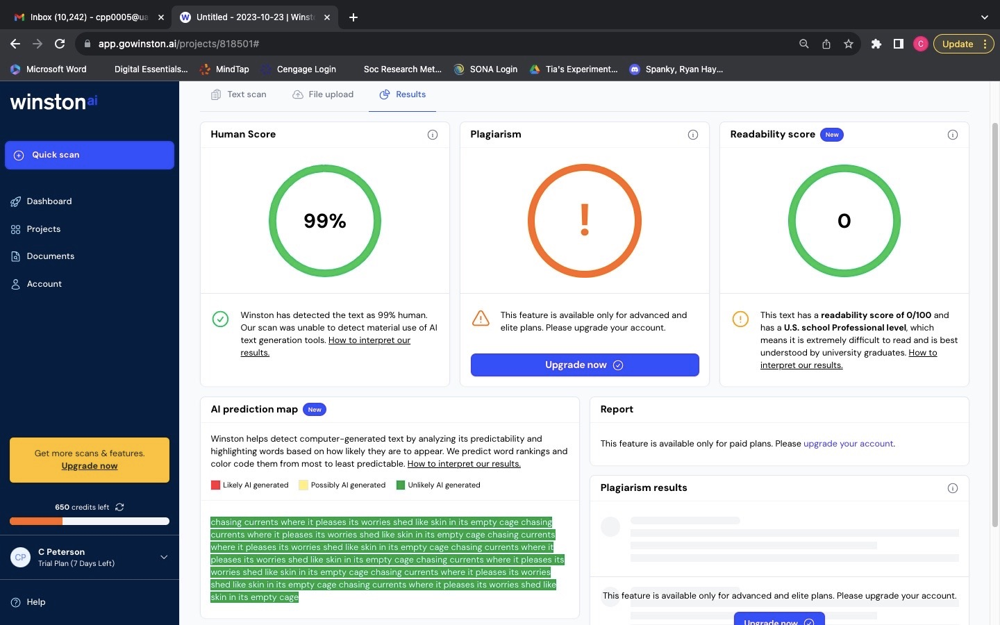 Inbox (10,242) - cpp0005@ua
Untitled - 2023-10-23 | Winst
app.gowinston.ai/projects/818501#
C
Update
Microsoft Word
Digital Essentials...
MindTap
Cengage Login
Soc Research Met...
SONA Login
Tia's Experiment...
Spanky, Ryan Hay...
winston ai
Quick scan
Dashboard
Projects
Documents
Account
Get more scans & features.
Upgrade now
650 credits left
CP
C Peterson
Trial Plan (7 Days Left)
Help
Text scan
File upload
Results
Human Score
99%
Winston has detected the text as 99% human.
Our scan was unable to detect material use of AI
text generation tools. How to interpret our
results.
Plagiarism
!
This feature is available only for advanced and
elite plans. Please upgrade your account.
Upgrade now
Readability score New
0
This text has a readability score of 0/100 and
has a U.S. school Professional level, which
means it is extremely difficult to read and is best
understood by university graduates. How to
interpret our results.
AI prediction map New
Winston helps detect computer-generated text by analyzing its predictability and
highlighting words based on how likely they are to appear. We predict word rankings and
color code them from most to least predictable. How to interpret our results.
Likely AI generated
Possibly AI generated
Unlikely AI generated
chasing currents where it pleases its worries shed like skin in its empty cage chasing
currents where it pleases its worries shed like skin in its empty cage chasing currents
where it pleases its worries shed like skin in its empty cage chasing currents where it
pleases its worries shed like skin in its empty cage chasing currents where it pleases its
worries shed like skin in its empty cage chasing currents where it pleases its worries
shed like skin in its empty cage chasing currents where it pleases its worries shed like
skin in its empty cage
Report
This feature is available only for paid plans. Please upgrade your account.
Plagiarism results
This feature is available only for advanced and elite plans. Please upgrade your account.
Upgrade now